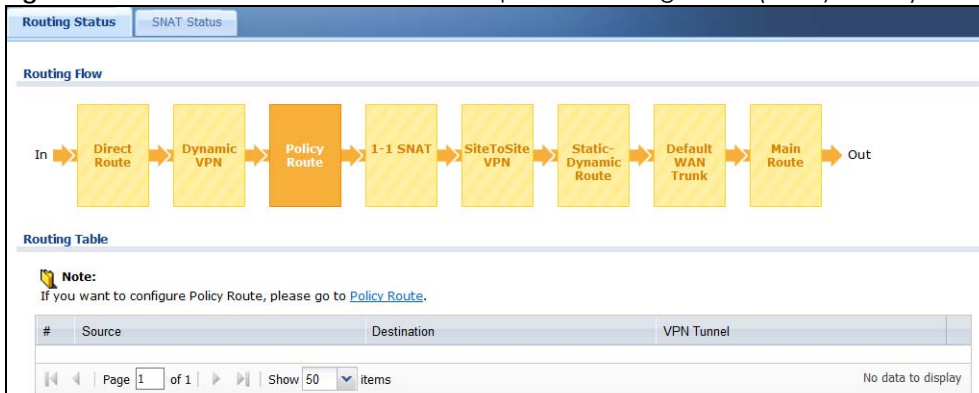 Routing Status
SNAT Status
Routing Flow
In
Direct Route
Dynamic VPN
Policy Route
1-1 SNAT
SiteToSite VPN
Static-Dynamic Route
Default WAN Trunk
Main Route
Out
Routing Table
Note:
If you want to configure Policy Route, please go to Policy Route.
# Source Destination VPN Tunnel
Page 1 of 1 Show 50 items No data to display